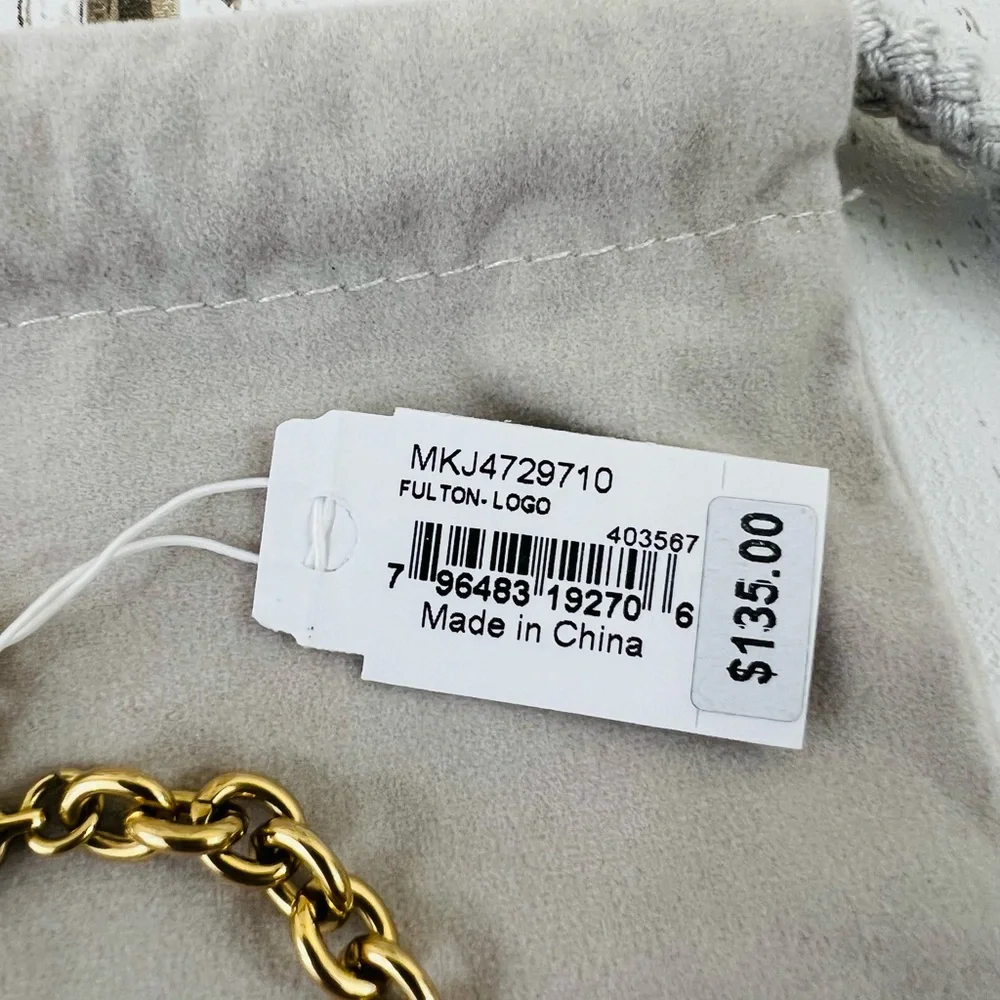 MKJ4729710
FULTON-LOGO
403567
7 96483 19270 6
Made in China
$135.00